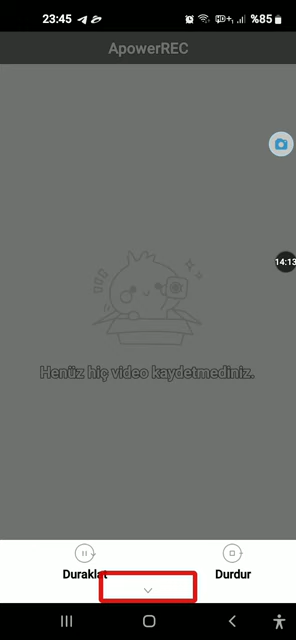 23:45 %85
ApowerREC
14:13
Henüz hiç video kaydetmediniz.
Duraklat Durdur